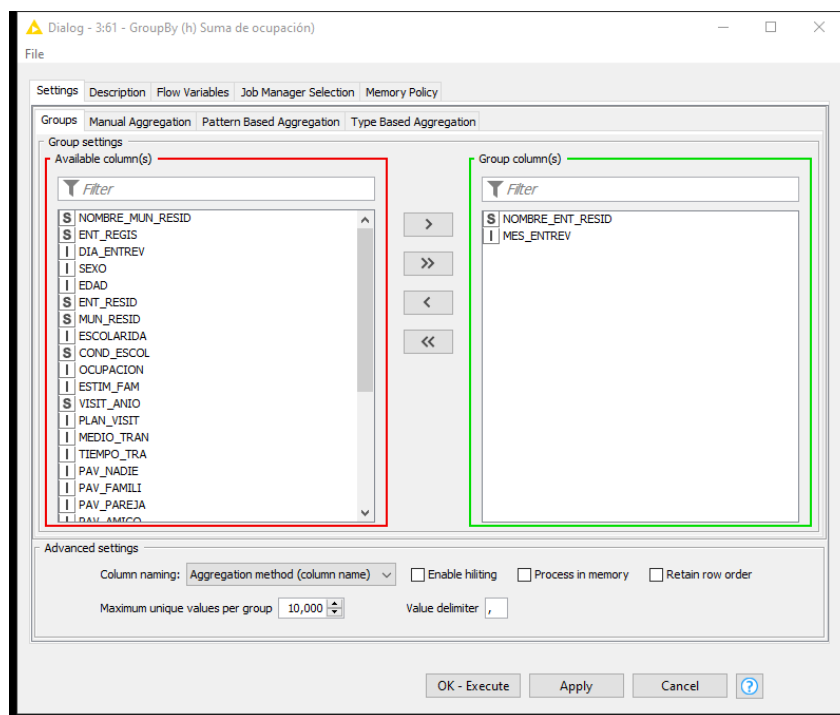 Dialog - 3:61 - GroupBy (h) Suma de ocupación)
File
Settings Description Flow Variables Job Manager Selection Memory Policy
Groups Manual Aggregation Pattern Based Aggregation Type Based Aggregation
Group settings
Available column(s)
Filter
S NOMBRE_MUN_RESID
S ENT_REGIS
I DIA_ENTREV
I SEXO
I EDAD
S ENT_RESID
S MUN_RESID
I ESCOLARIDA
S COND_ESCOL
I OCUPACION
I ESTIM_FAM
S VISIT_ANIO
I PLAN_VISIT
I MEDIO_TRAN
I TIEMPO_TRA
I PAV_NADIE
I PAV_FAMILI
I PAV_PAREJA
I PAV_AMIGO
>
>>
<
<<
Group column(s)
Filter
S NOMBRE_ENT_RESID
I MES_ENTREV
Advanced settings
Column naming: Aggregation method (column name) Enable hiliting Process in memory Retain row order
Maximum unique values per group 10,000 Value delimiter ,
OK - Execute Apply Cancel ?